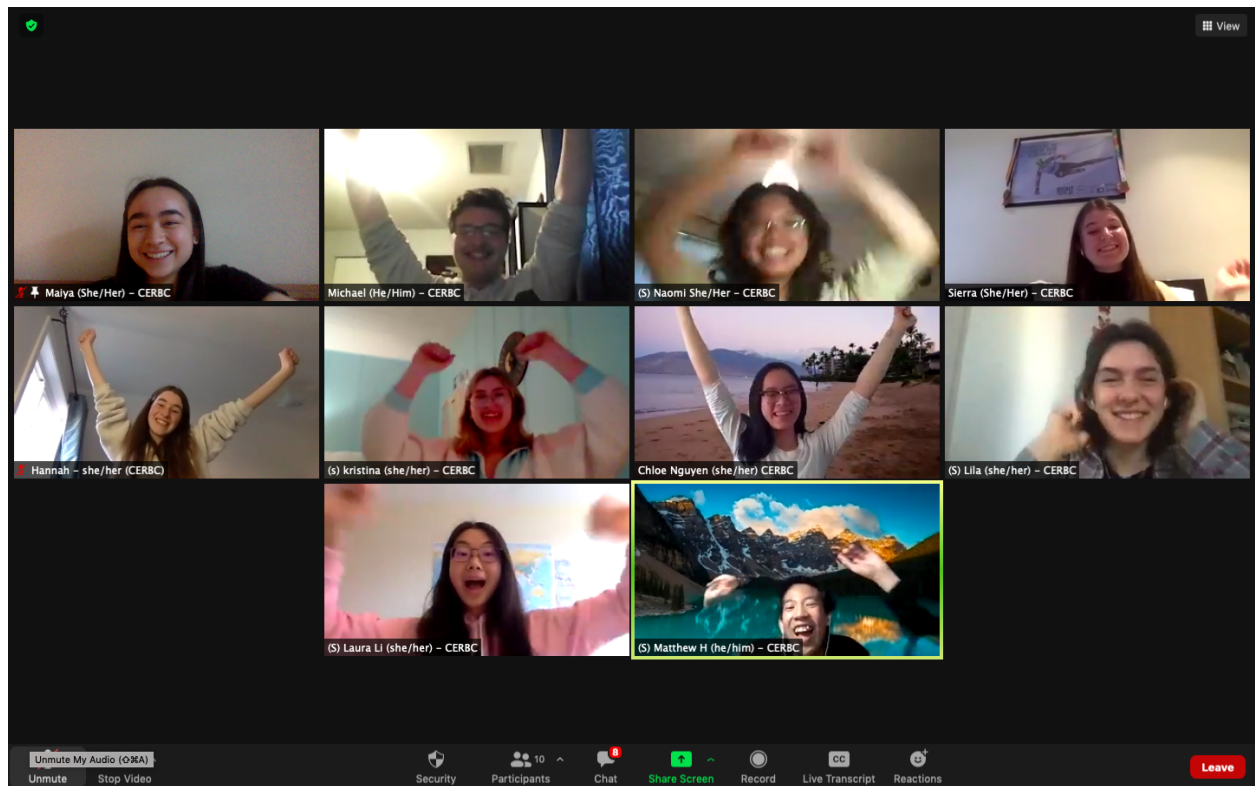 View
Maiya (She/Her) – CERBC
Michael (He/Him) – CERBC
(S) Naomi She/Her – CERBC
Sierra (She/Her) – CERBC
Hannah – she/her (CERBC)
(s) kristina (she/her) – CERBC
Chloe Nguyen (she/her) CERBC
(S) Lila (she/her) – CERBC
(S) Laura Li (she/her) – CERBC
(S) Matthew H (he/him) – CERBC
Unmute My Audio (⇧⌘A)
10
8
CC
Unmute
Stop Video
Security
Participants
Chat
Share Screen
Record
Live Transcript
Reactions
Leave